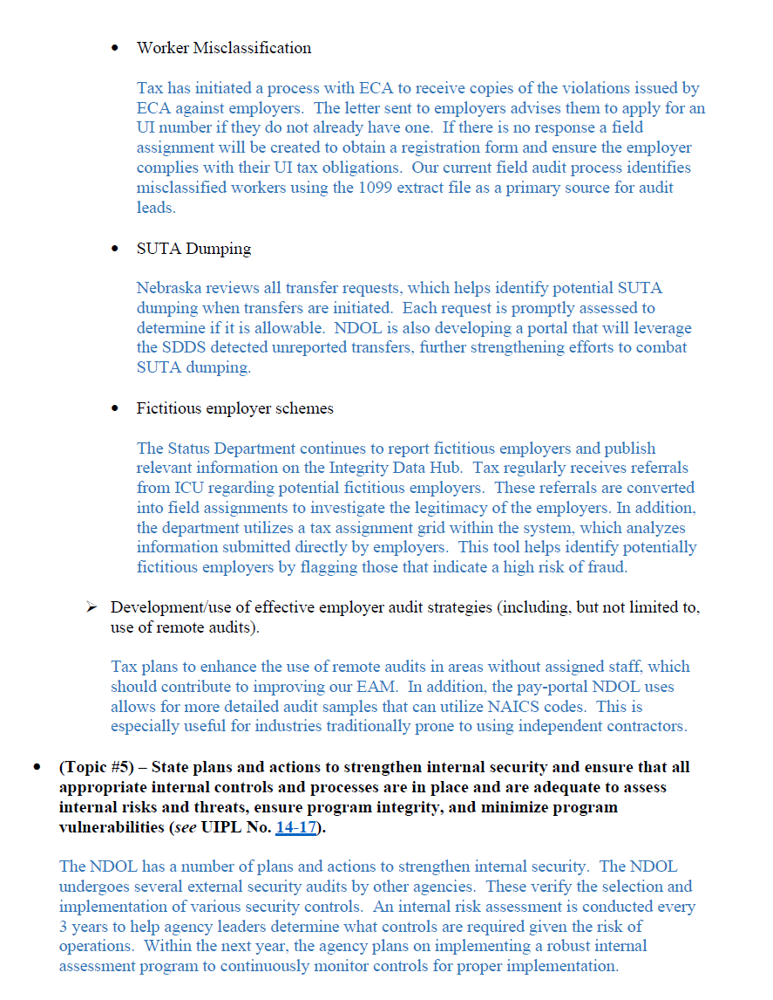 • Worker Misclassification
Tax has initiated a process with ECA to receive copies of the violations issued by
ECA against employers.  The letter sent to employers advises them to apply for an
UI number if they do not already have one.  If there is no response a field
assignment will be created to obtain a registration form and ensure the employer
complies with their UI tax obligations.  Our current field audit process identifies
misclassified workers using the 1099 extract file as a primary source for audit
leads.
• SUTA Dumping
Nebraska reviews all transfer requests, which helps identify potential SUTA
dumping when transfers are initiated.  Each request is promptly assessed to
determine if it is allowable.  NDOL is also developing a portal that will leverage
the SDDS detected unreported transfers, further strengthening efforts to combat
SUTA dumping.
• Fictitious employer schemes
The Status Department continues to report fictitious employers and publish
relevant information on the Integrity Data Hub.  Tax regularly receives referrals
from ICU regarding potential fictitious employers.  These referrals are converted
into field assignments to investigate the legitimacy of the employers. In addition,
the department utilizes a tax assignment grid within the system, which analyzes
information submitted directly by employers.  This tool helps identify potentially
fictitious employers by flagging those that indicate a high risk of fraud.
➢ Development/use of effective employer audit strategies (including, but not limited to,
use of remote audits).
Tax plans to enhance the use of remote audits in areas without assigned staff, which
should contribute to improving our EAM.  In addition, the pay-portal NDOL uses
allows for more detailed audit samples that can utilize NAICS codes.  This is
especially useful for industries traditionally prone to using independent contractors.
• (Topic #5) – State plans and actions to strengthen internal security and ensure that all
appropriate internal controls and processes are in place and are adequate to assess
internal risks and threats, ensure program integrity, and minimize program
vulnerabilities (see UIPL No. 14-17).
The NDOL has a number of plans and actions to strengthen internal security.  The NDOL
undergoes several external security audits by other agencies.  These verify the selection and
implementation of various security controls.  An internal risk assessment is conducted every
3 years to help agency leaders determine what controls are required given the risk of
operations.  Within the next year, the agency plans on implementing a robust internal
assessment program to continuously monitor controls for proper implementation.